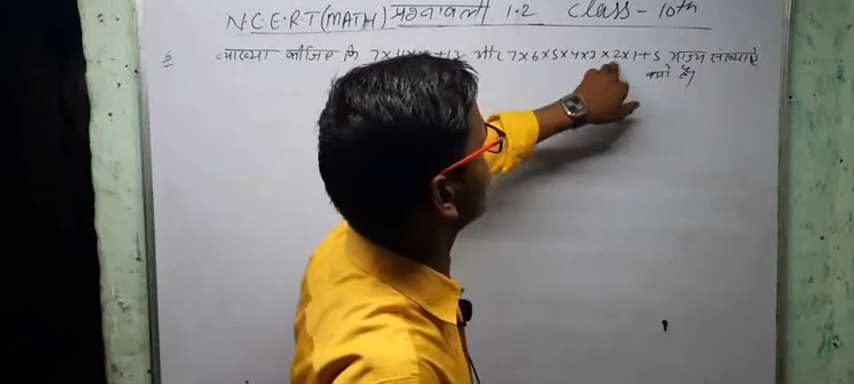 N.C.E.R.T (MATH) प्रश्नावली 1.2 Class - 10th
6 व्याख्या कीजिए कि 7 × 11 × + 13 और 7×6×5×4×3×2×1+5 भाज्य संख्याएं
क्यों है,